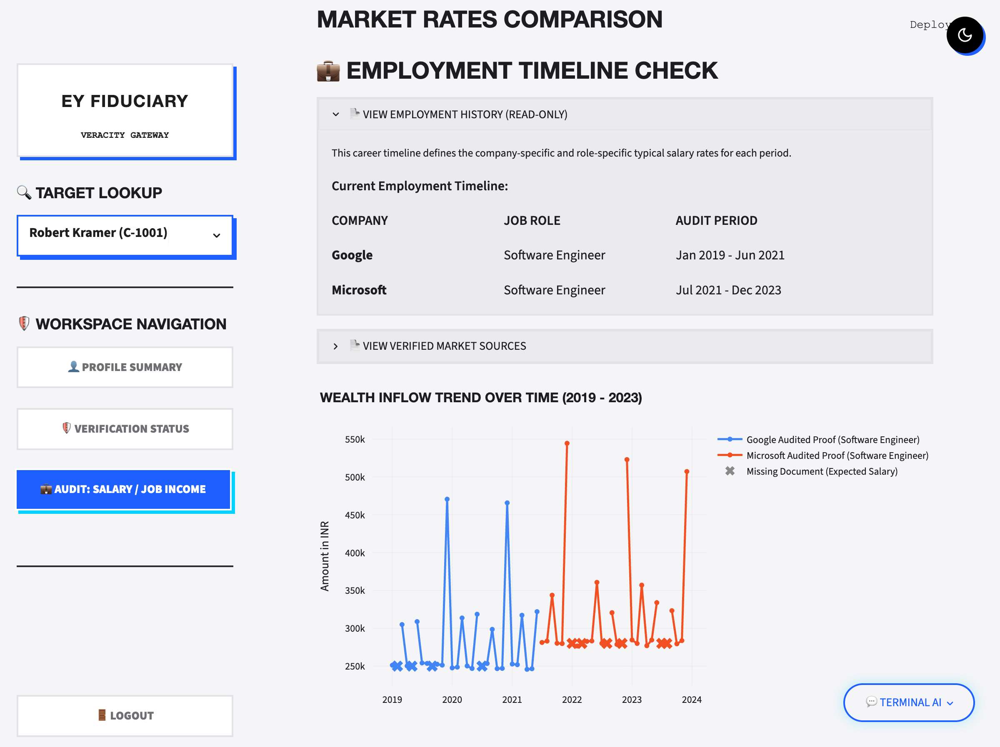 MARKET RATES COMPARISON
Deploy
EY FIDUCIARY
VERACITY GATEWAY
TARGET LOOKUP
Robert Kramer (C-1001)
WORKSPACE NAVIGATION
PROFILE SUMMARY
VERIFICATION STATUS
AUDIT: SALARY / JOB INCOME
LOGOUT
EMPLOYMENT TIMELINE CHECK
VIEW EMPLOYMENT HISTORY (READ-ONLY)
This career timeline defines the company-specific and role-specific typical salary rates for each period.
Current Employment Timeline:
COMPANY JOB ROLE AUDIT PERIOD
Google Software Engineer Jan 2019 - Jun 2021
Microsoft Software Engineer Jul 2021 - Dec 2023
VIEW VERIFIED MARKET SOURCES
WEALTH INFLOW TREND OVER TIME (2019 - 2023)
Amount in INR
550k
500k
450k
400k
350k
300k
250k
2019 2020 2021 2022 2023 2024
Google Audited Proof (Software Engineer)
Microsoft Audited Proof (Software Engineer)
Missing Document (Expected Salary)
TERMINAL AI